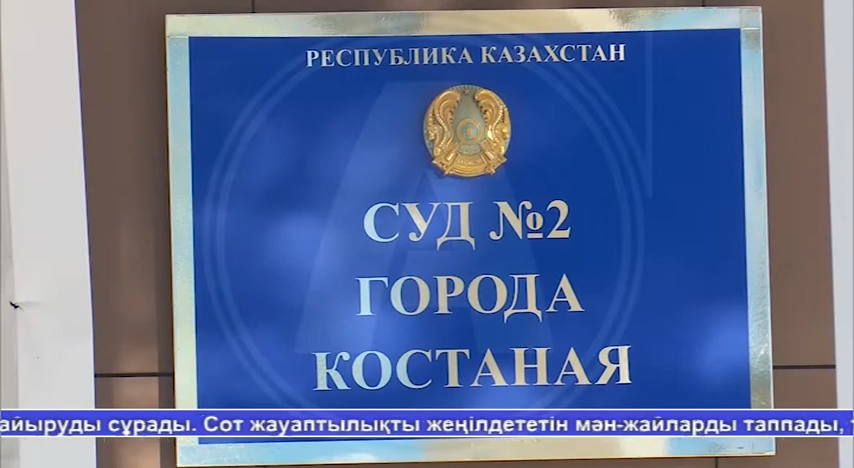 РЕСПУБЛИКА КАЗАХСТАН
СУД №2
ГОРОДА
КОСТАНАЯ
айыруды сұрады. Сот жауаптылықты жеңілдететін мән-жайларды таппады,